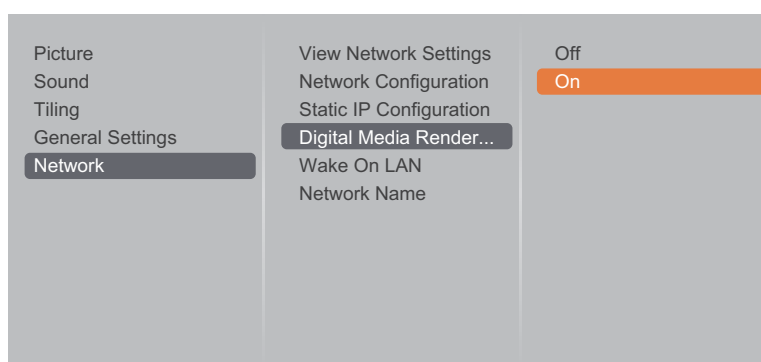 Picture
Sound
Tiling
General Settings
Network
View Network Settings
Network Configuration
Static IP Configuration
Digital Media Render...
Wake On LAN
Network Name
Off
On